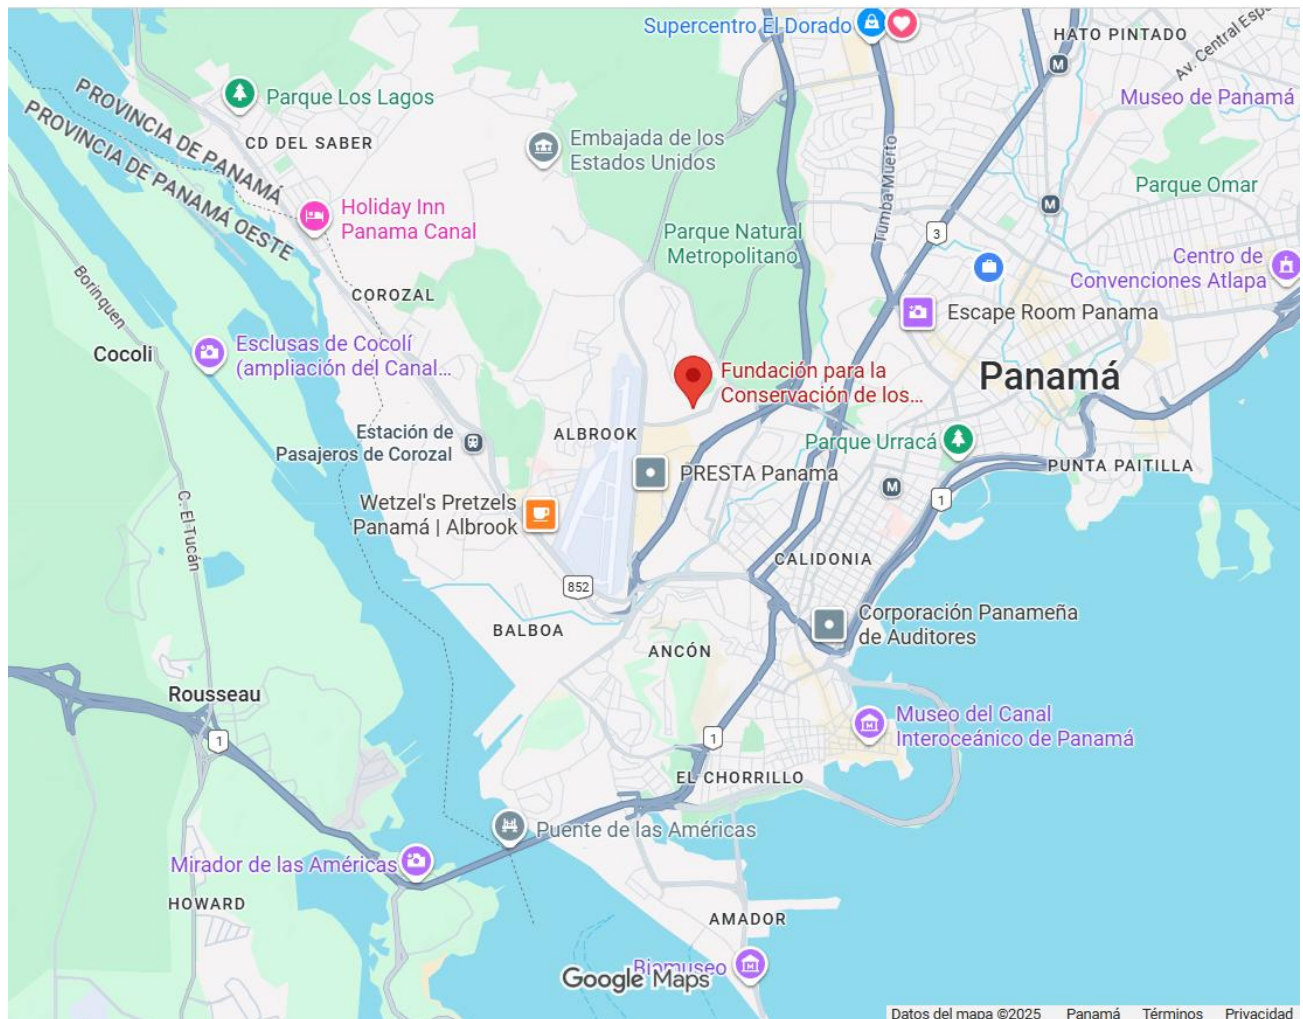 Supercentro El Dorado
HATO PINTADO
Av. Central Espa
Parque Los Lagos
Museo de Panamá
PROVINCIA DE PANAMÁ
PROVINCIA DE PANAMÁ OESTE
CD DEL SABER
Embajada de los
Estados Unidos
Tumba Muerto
Parque Omar
Holiday Inn
Panama Canal
Parque Natural
Metropolitano
3
Centro de
Convenciones Atlapa
Borinquen
COROZAL
Escape Room Panama
Cocoli
Esclusas de Cocolí
(ampliación del Canal...
Fundación para la
Conservación de los...
Panamá
Estación de
Pasajeros de Corozal
ALBROOK
Parque Urracá
PUNTA PAITILLA
PRESTA Panama
M
M
M
1
Wetzel's Pretzels
Panamá | Albrook
C. El Tucán
CALIDONIA
852
BALBOA
Corporación Panameña
de Auditores
ANCÓN
Rousseau
1
Museo del Canal
Interoceánico de Panamá
1
EL CHORRILLO
Puente de las Américas
Mirador de las Américas
HOWARD
AMADOR
Biomuseo
Google Maps
Datos del mapa ©2025 Panamá Términos Privacidad